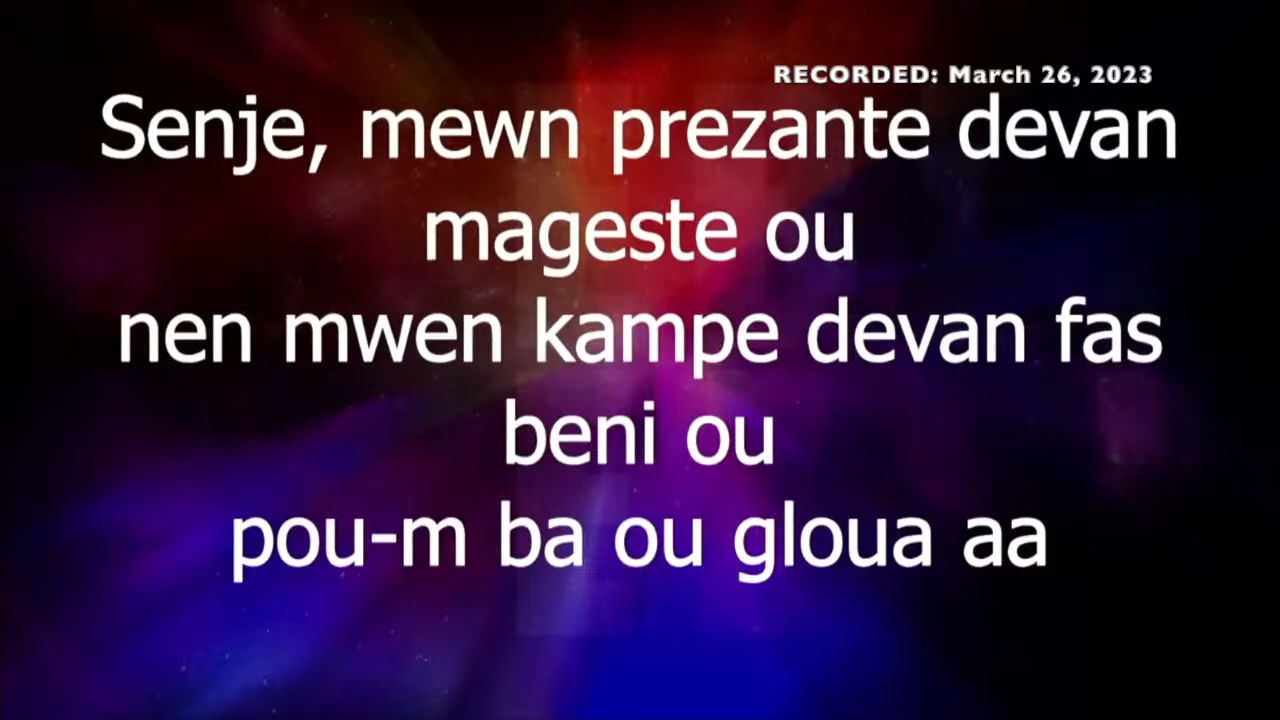 RECORDED: March 26, 2023
Senje, mewn prezante devan
mageste ou
nen mwen kampe devan fas
beni ou
pou-m ba ou gloua aa